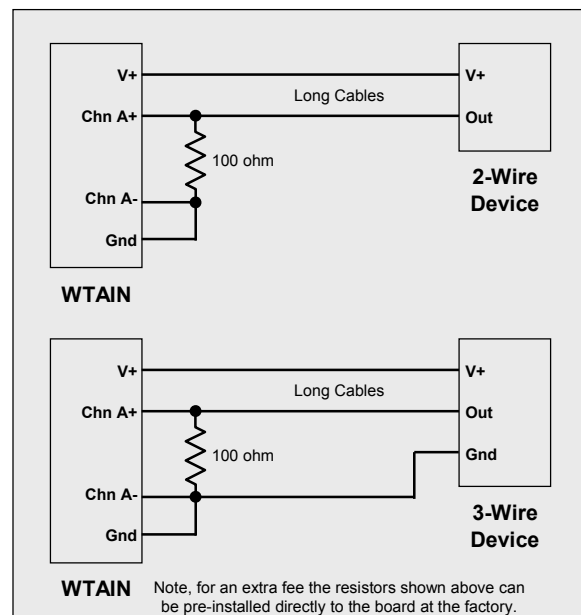 V+
V+
Long Cables
Chn A+
Out
100 ohm
2-Wire
Device
Chn A-
Gnd
WTAIN
V+
V+
Long Cables
Chn A+
Out
100 ohm
Gnd
Chn A-
3-Wire
Device
Gnd
WTAIN
Note, for an extra fee the resistors shown above can
be pre-installed directly to the board at the factory.